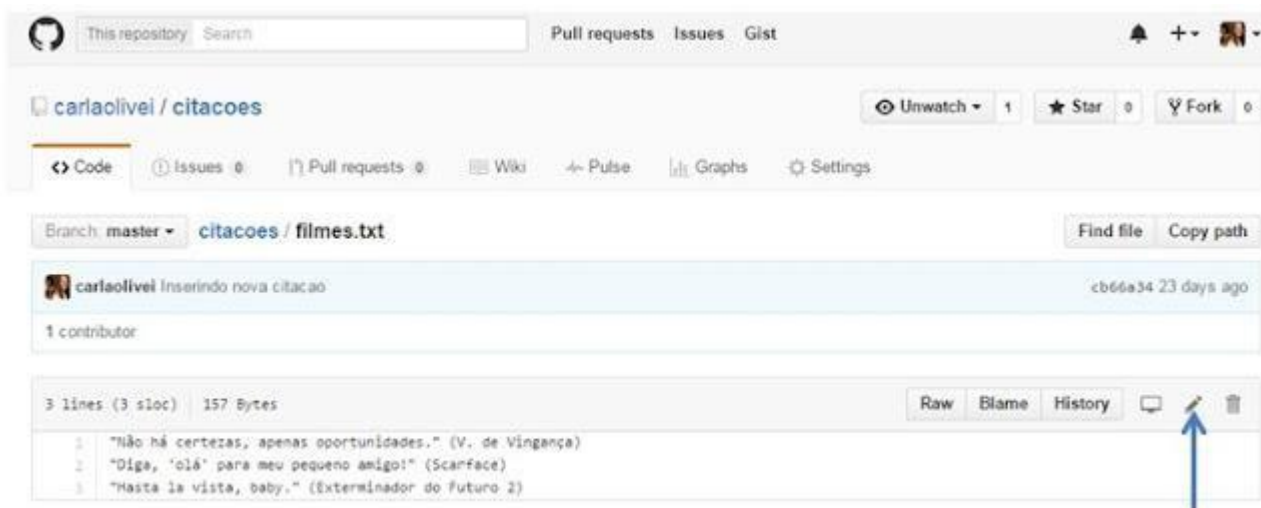 This repository Search Pull requests Issues Gist
carlaolivei / citacoes Unwatch 1 Star 0 Fork 0
Code Issues 0 Pull requests 0 Wiki Pulse Graphs Settings
Branch: master citacoes / filmes.txt Find file Copy path
carlaolivei Inserindo nova citacao cb66a34 23 days ago
1 contributor
3 lines (3 sloc) 157 Bytes Raw Blame History
1 "Não há certezas, apenas oportunidades." (V. de Vingança)
2 "Diga, 'olá' para meu pequeno amigo!" (Scarface)
3 "Hasta la vista, baby." (Exterminador do Futuro 2)